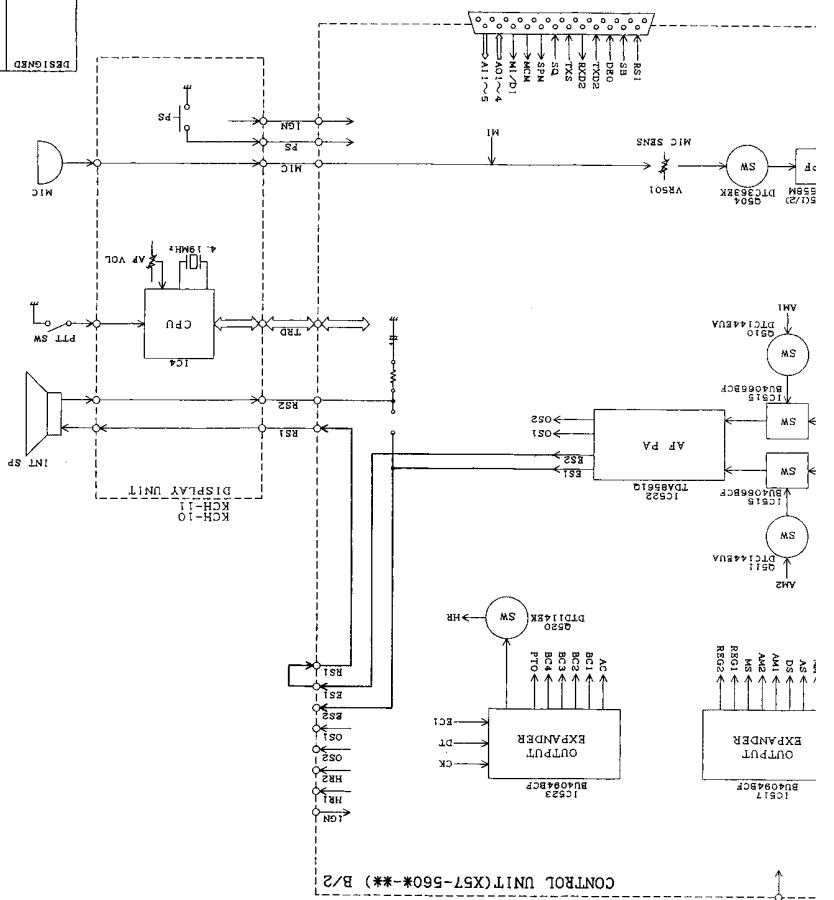 CONTROL UNIT(X57-560*-**) B/2
IGN
HR1
HR2
OS2
OS1
ES2
ES1
RS1
IC517
BU4094BCF
OUTPUT
EXPANDER
AS
DS
AM1
AM2
MS
REG1
REG2
IC523
BU4094BCF
OUTPUT
EXPANDER
CK
DT
EC1
AC
BC1
BC2
BC3
BC4
PTO
Q520
DTD114EK
SW
HR
AM2
Q511
DTC144EUA
SW
IC515
BU4066BCF
SW
IC515
BU4066BCF
SW
Q510
DTC144EUA
SW
AM1
IC522
TDA8561Q
AF PA
ES1
ES2
OS1
OS2
KCH-10
KCH-11
DISPLAY UNIT
RS1
RS2
INT SP
IC4
CPU
TRD
PTT SW
AF VOL
4.19MHz
MIC
MIC
PS
IGN
PS
Q504
DTC363EK
SW
VR501
MIC SENS
MI
RS1
SB
DEO
TXD2
RXD2
TXS
SQ
SPM
MCM
MI/DI
AO1~4
AI1~5
DESIGNED